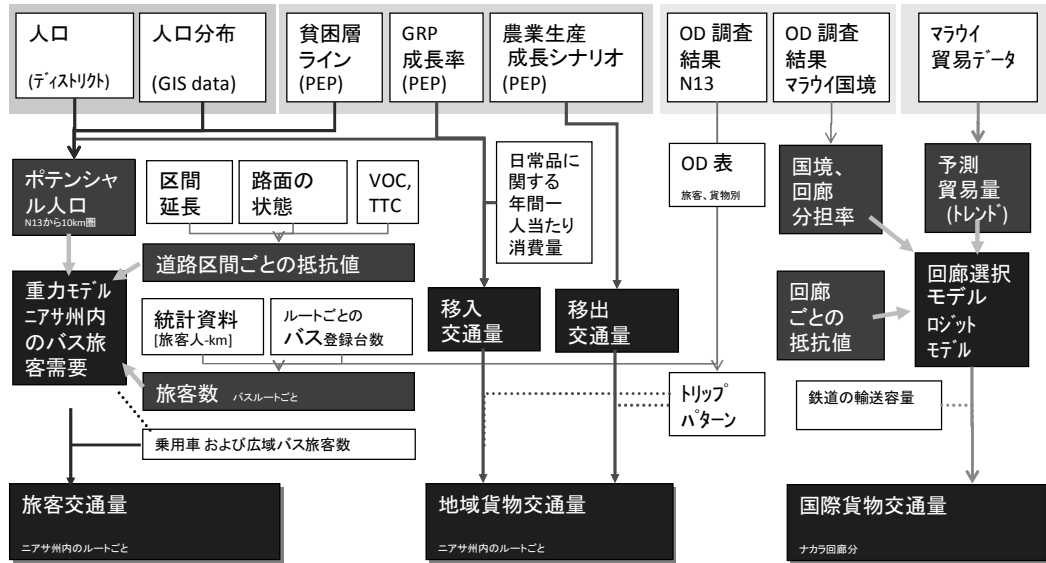 人口
(ディストリクト)
人口分布
(GIS data)
貧困層
ライン
(PEP)
GRP
成長率
(PEP)
農業生産
成長シナリオ
(PEP)
OD 調査
結果
N13
OD 調査
結果
マラウイ国境
マラウイ
貿易データ
ポテンシャ
ル人口
N13から10km圏
区間
延長
路面の
状態
VOC,
TTC
日常品に
関する
年間一
人当たり
消費量
OD 表
旅客、貨物別
国境、
回廊
分担率
予測
貿易量
(トレンド)
道路区間ごとの抵抗値
重力モデル
ニアサ州内
のバス旅
客需要
統計資料
[旅客人-km]
ルートごとの
バス登録台数
移入
交通量
移出
交通量
回廊
ごとの
抵抗値
回廊選択
モデル
ロジット
モデル
旅客数 バスルートごと
トリップ
パターン
鉄道の輸送容量
乗用車 および広域バス旅客数
旅客交通量
ニアサ州内のルートごと
地域貨物交通量
ニアサ州内のルートごと
国際貨物交通量
ナカラ回廊分